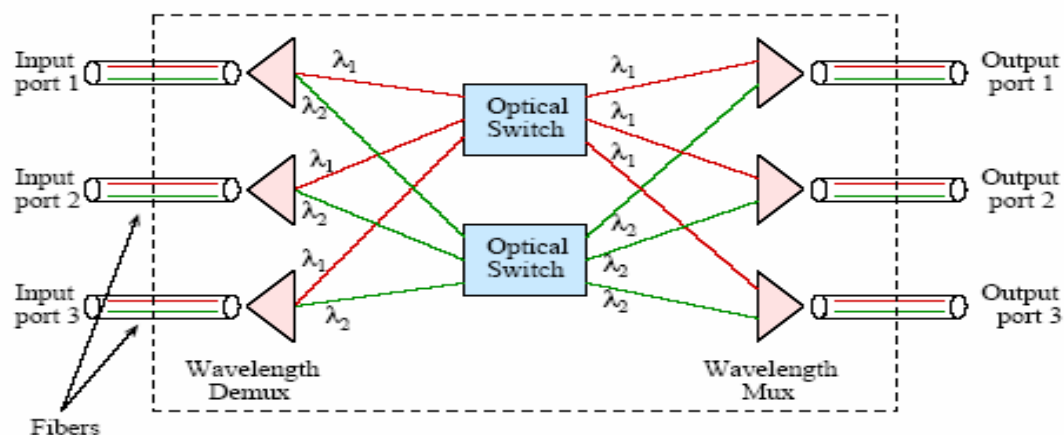 Input
port 1
λ1
λ2
Optical
Switch
λ1
λ1
λ1
Output
port 1
Input
port 2
λ1
λ2
Output
port 2
Optical
Switch
λ2
λ2
λ2
Input
port 3
λ1
λ2
Output
port 3
Wavelength
Demux
Wavelength
Mux
Fibers